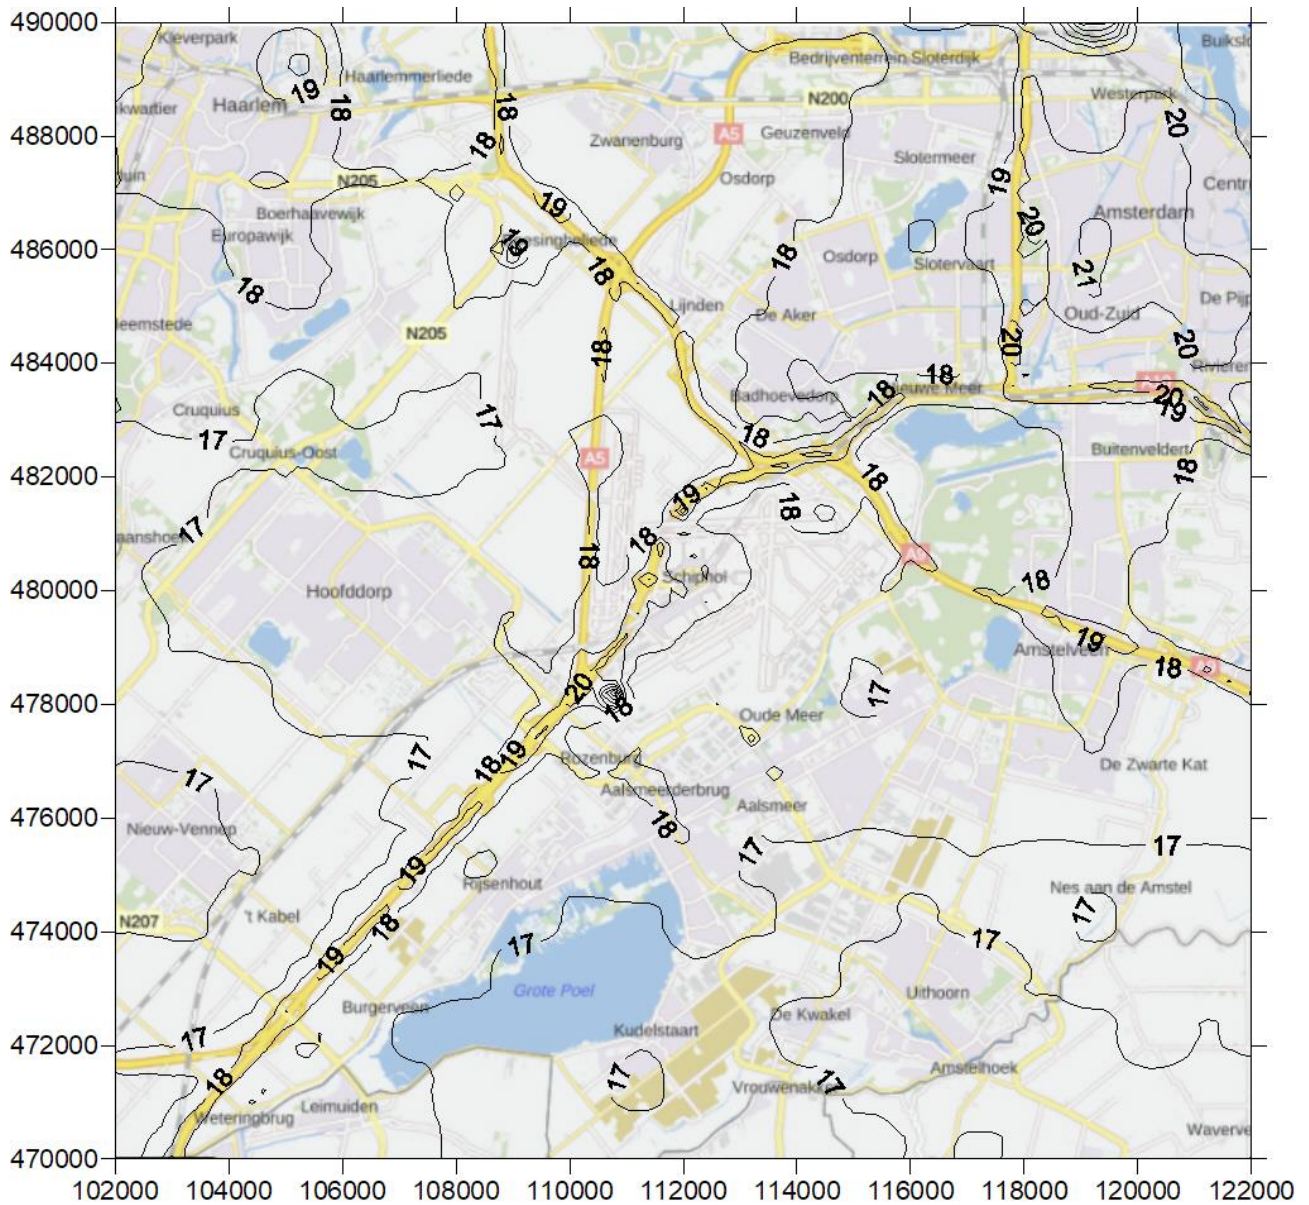 490000
Kleverpark
Bedrijventerrein Sloterdijk
Haarlemmerliede
Westerpark
19
18
18
N200
20
kwartier
Haarlem
A5
Geuzenveld
Zwanenburg
488000
18
Slotermeer
N205
Osdorp
19
19
Boerhaavewijk
20
Amsterdam
Europawijk
19
486000
18
Osdorp
Slotervaart
18
21
18
De Pijp
Lijnden
De Aker
Oud-Zuid
N205
20
20
18
484000
18
Nieuwe Meer
Badhoevedorp
18
20
19
17
Cruquius
17
18
Cruquius-Oost
Buitenveldert
A5
18
482000
18
19
18
17
18
18
A9
18
Schiphol
480000
Hoofddorp
18
19
Amstelveen
18
A9
20
17
478000
18
Oude Meer
17
19
18
Rozenburg
De Zwarte Kat
17
Aalsmeerderbrug
Aalsmeer
476000
Nieuw-Vennep
18
17
17
19
Rijsenhout
Nes aan de Amstel
N207
't Kabel
18
17
474000
17
17
19
Grote Poel
Uithoorn
Burgerveen
De Kwakel
Kudelstaart
17
472000
Amstelhoek
18
17
17
Vrouwenakker
Leimuiden
Weteringbrug
470000
102000 104000 106000 108000 110000 112000 114000 116000 118000 120000 122000